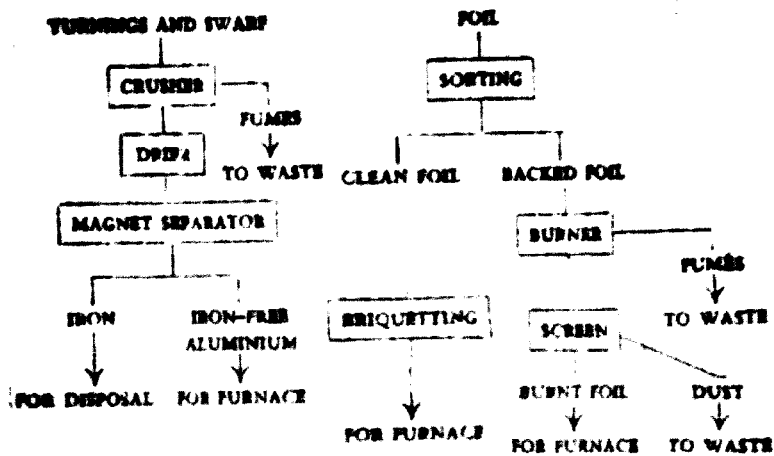 TURNINGS AND SWARF
CRUSHER
FUMES
TO WASTE
DRIER
MAGNET SEPARATOR
IRON
FOR DISPOSAL
IRON-FREE
ALUMINIUM
FOR FURNACE
FOIL
SORTING
CLEAN FOIL
BACKED FOIL
BURNER
FUMES
TO WASTE
BRIQUETTING
FOR FURNACE
SCREEN
BURNT FOIL
FOR FURNACE
DUST
TO WASTE